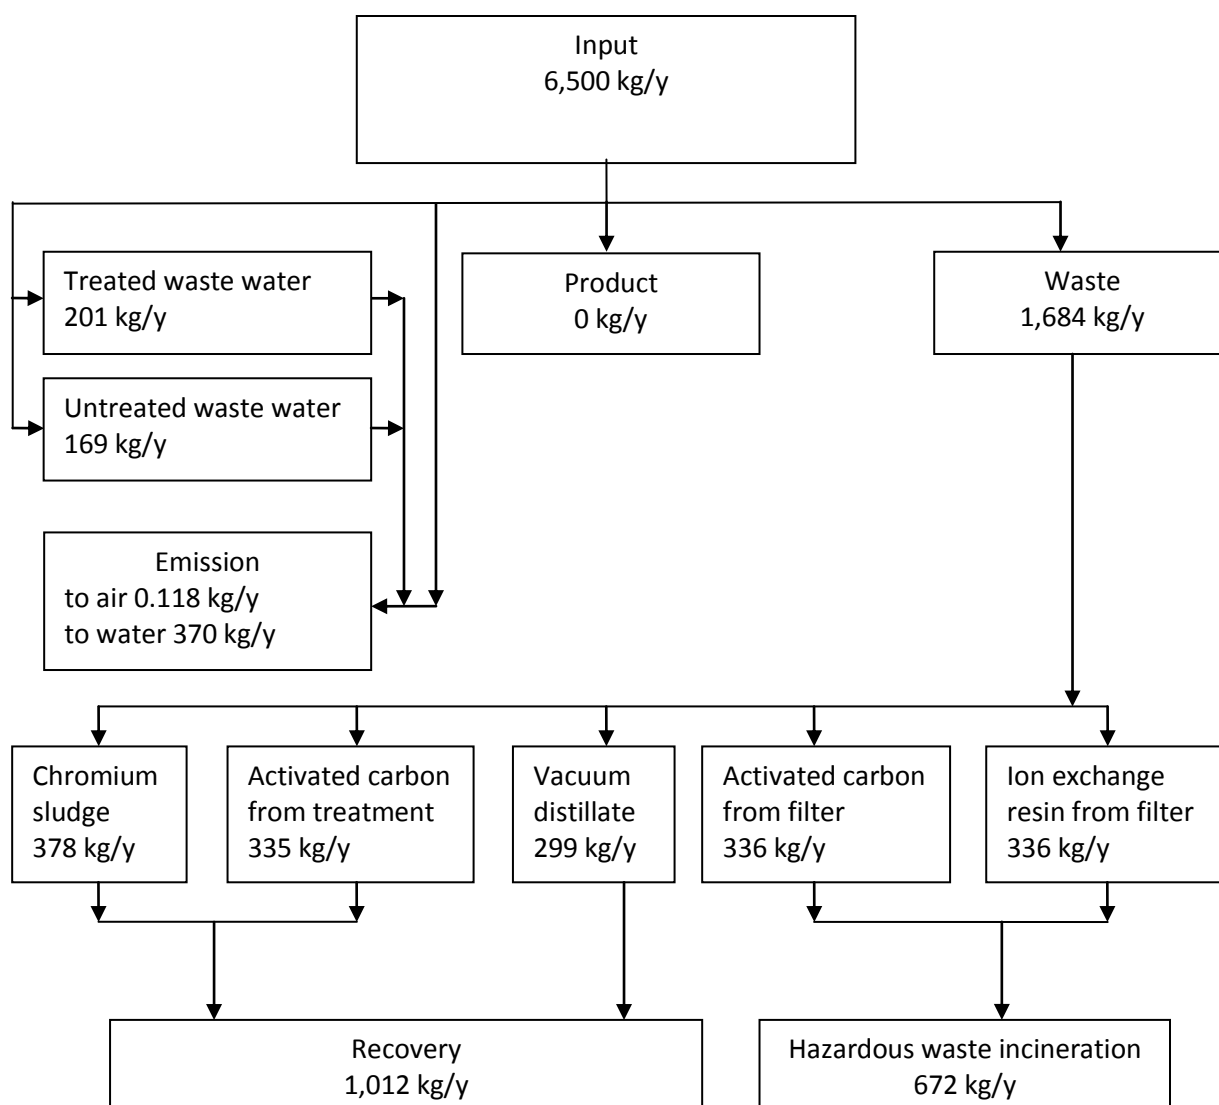 Input
6,500 kg/y
Treated waste water
201 kg/y
Product
0 kg/y
Waste
1,684 kg/y
Untreated waste water
169 kg/y
Emission
to air 0.118 kg/y
to water 370 kg/y
Chromium
sludge
378 kg/y
Activated carbon
from treatment
335 kg/y
Vacuum
distillate
299 kg/y
Activated carbon
from filter
336 kg/y
Ion exchange
resin from filter
336 kg/y
Recovery
1,012 kg/y
Hazardous waste incineration
672 kg/y